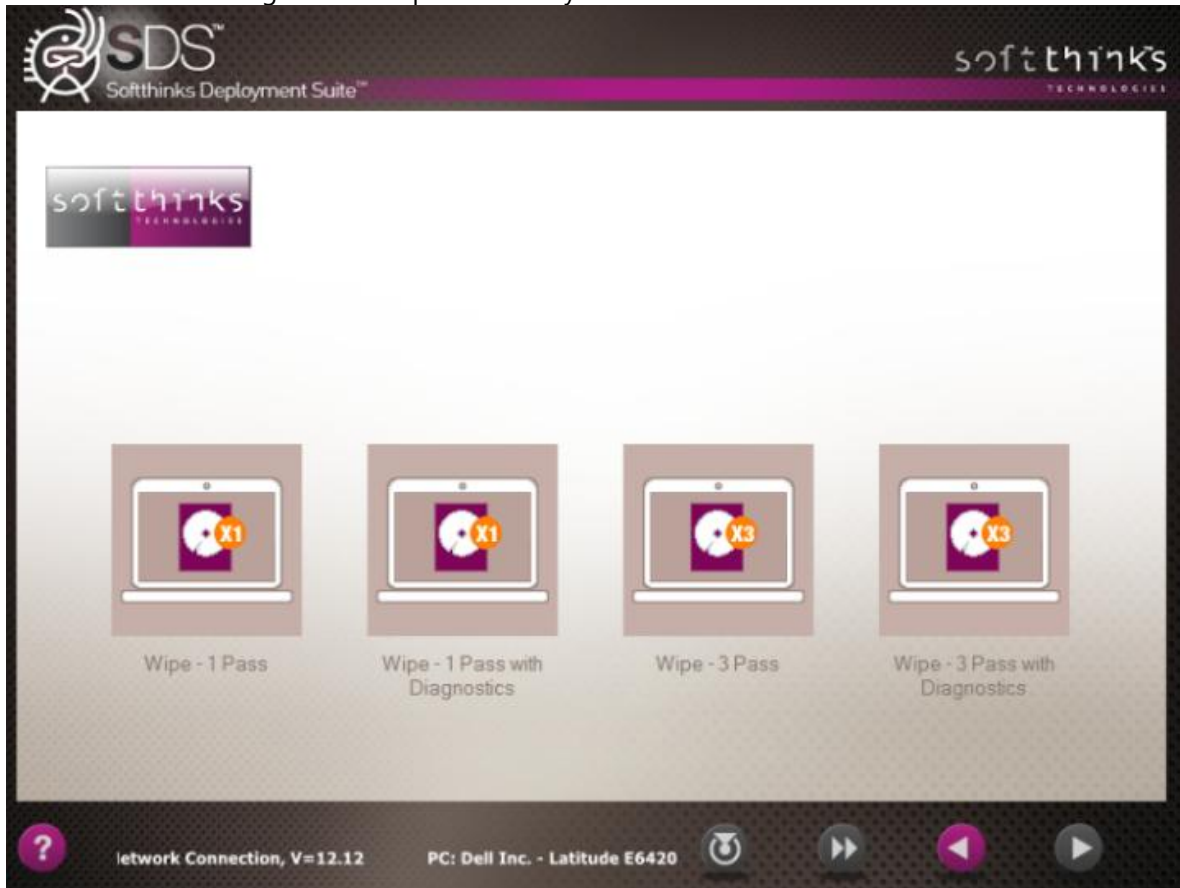 SDS™
Softthinks Deployment Suite™
softthinks
TECHNOLOGIES
softthinks
TECHNOLOGIES
X1
X1
X3
X3
Wipe - 1 Pass
Wipe - 1 Pass with
Diagnostics
Wipe - 3 Pass
Wipe - 3 Pass with
Diagnostics
?
etwork Connection, V=12.12
PC: Dell Inc. - Latitude E6420